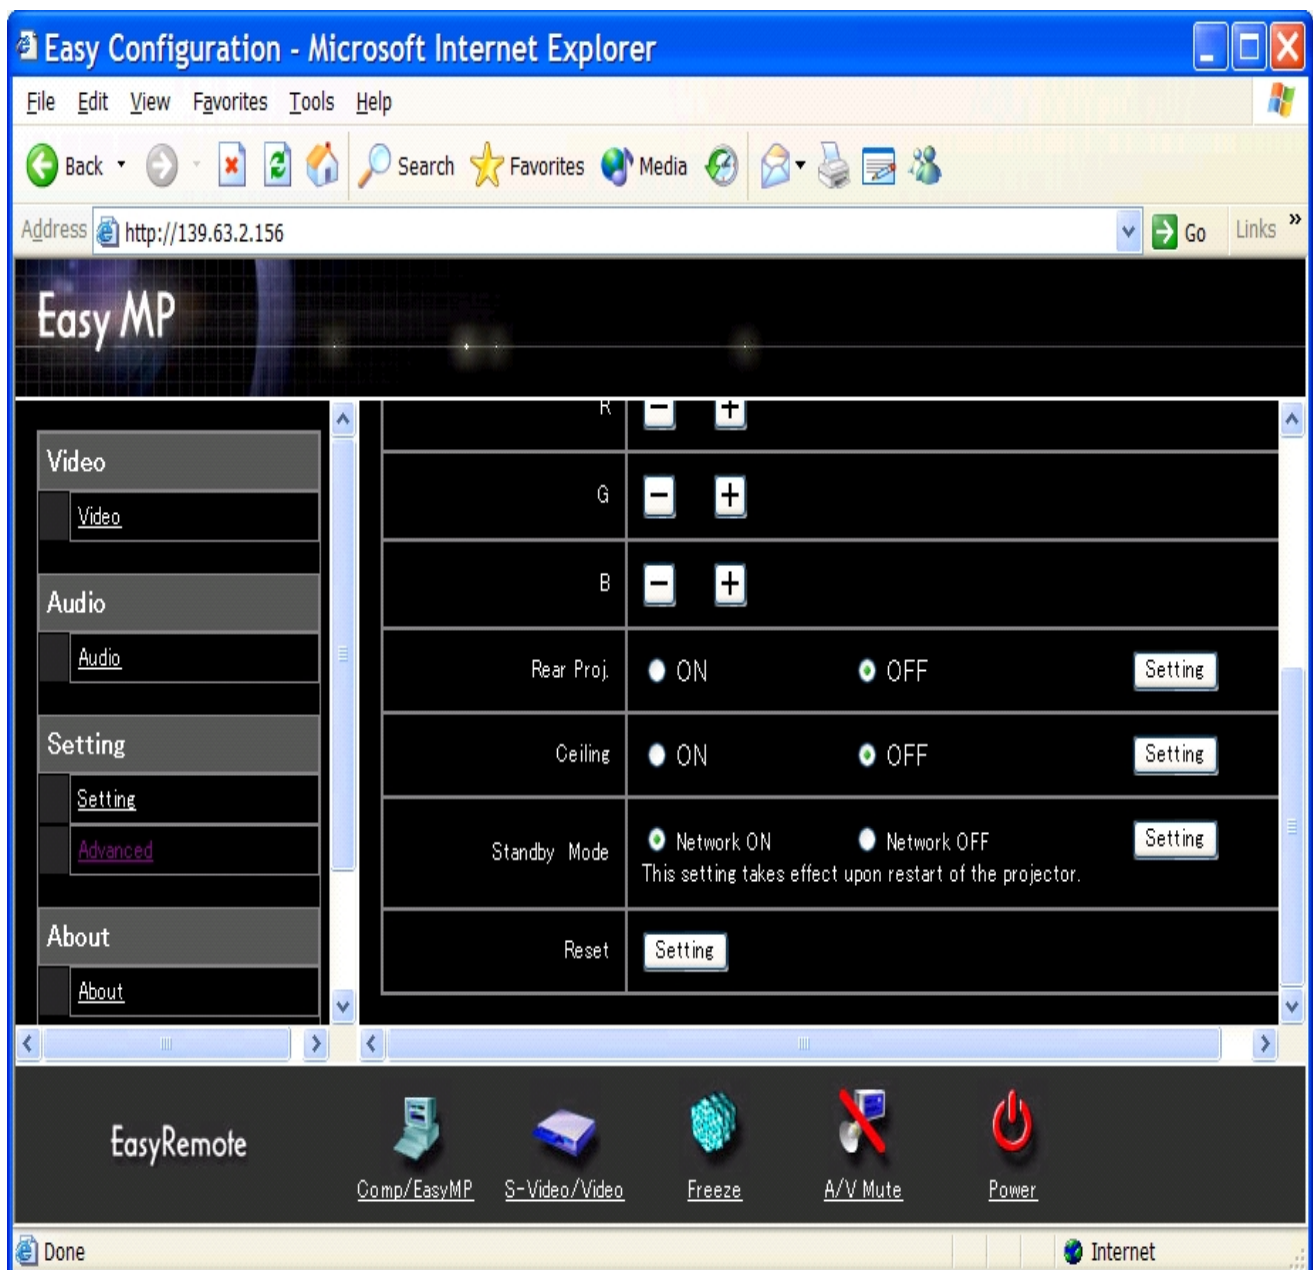 Easy Configuration - Microsoft Internet Explorer
File Edit View Favorites Tools Help
Back Search Favorites Media
Address http://139.63.2.156 Go Links »
Easy MP
Video
Video
Audio
Audio
Setting
Setting
Advanced
About
About
R − +
G − +
B − +
Rear Proj. ON OFF Setting
Ceiling ON OFF Setting
Standby Mode Network ON Network OFF Setting
This setting takes effect upon restart of the projector.
Reset Setting
EasyRemote
Comp/EasyMP S-Video/Video Freeze A/V Mute Power
Done Internet